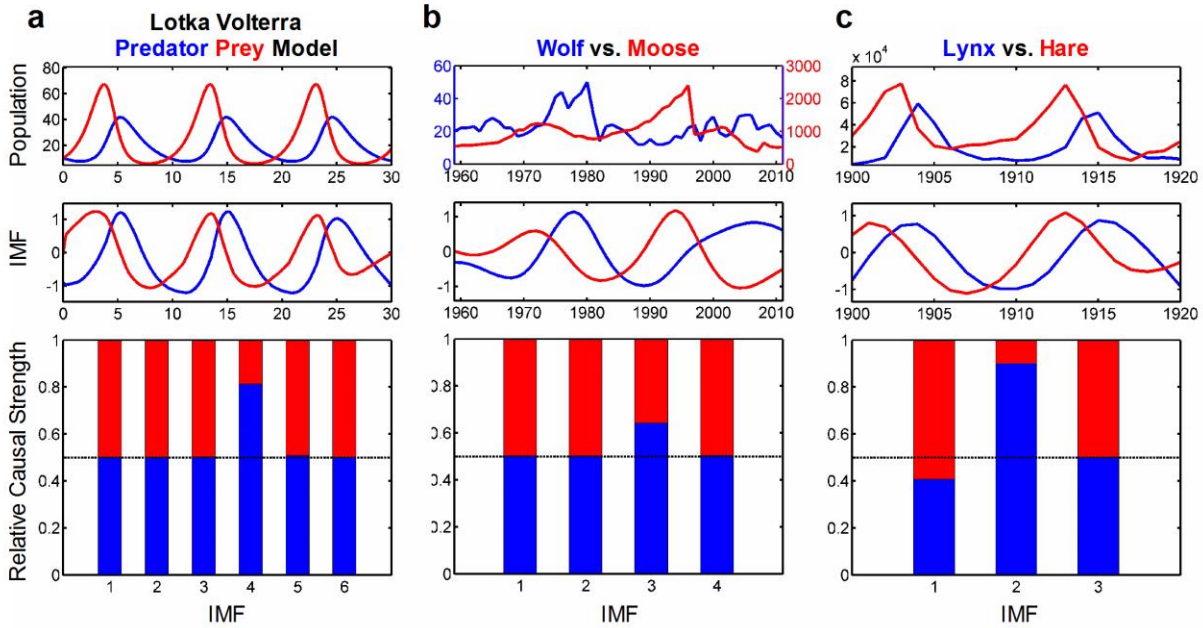 a
Lotka Volterra
Predator Prey Model
b
Wolf vs. Moose
c
Lynx vs. Hare
Population
80
60
40
20
0 5 10 15 20 25 30
60
40
20
0
3000
2000
1000
0
1960 1970 1980 1990 2000 2010
x 10^4
8
6
4
2
1900 1905 1910 1915 1920
IMF
1
0
-1
0 5 10 15 20 25 30
1
0
-1
1960 1970 1980 1990 2000 2010
1
0
-1
1900 1905 1910 1915 1920
Relative Causal Strength
1
0.8
0.6
0.4
0.2
0
1 2 3 4 5 6
IMF
1
0.8
0.6
0.4
0.2
0
1 2 3 4
IMF
1
0.8
0.6
0.4
0.2
0
1 2 3
IMF